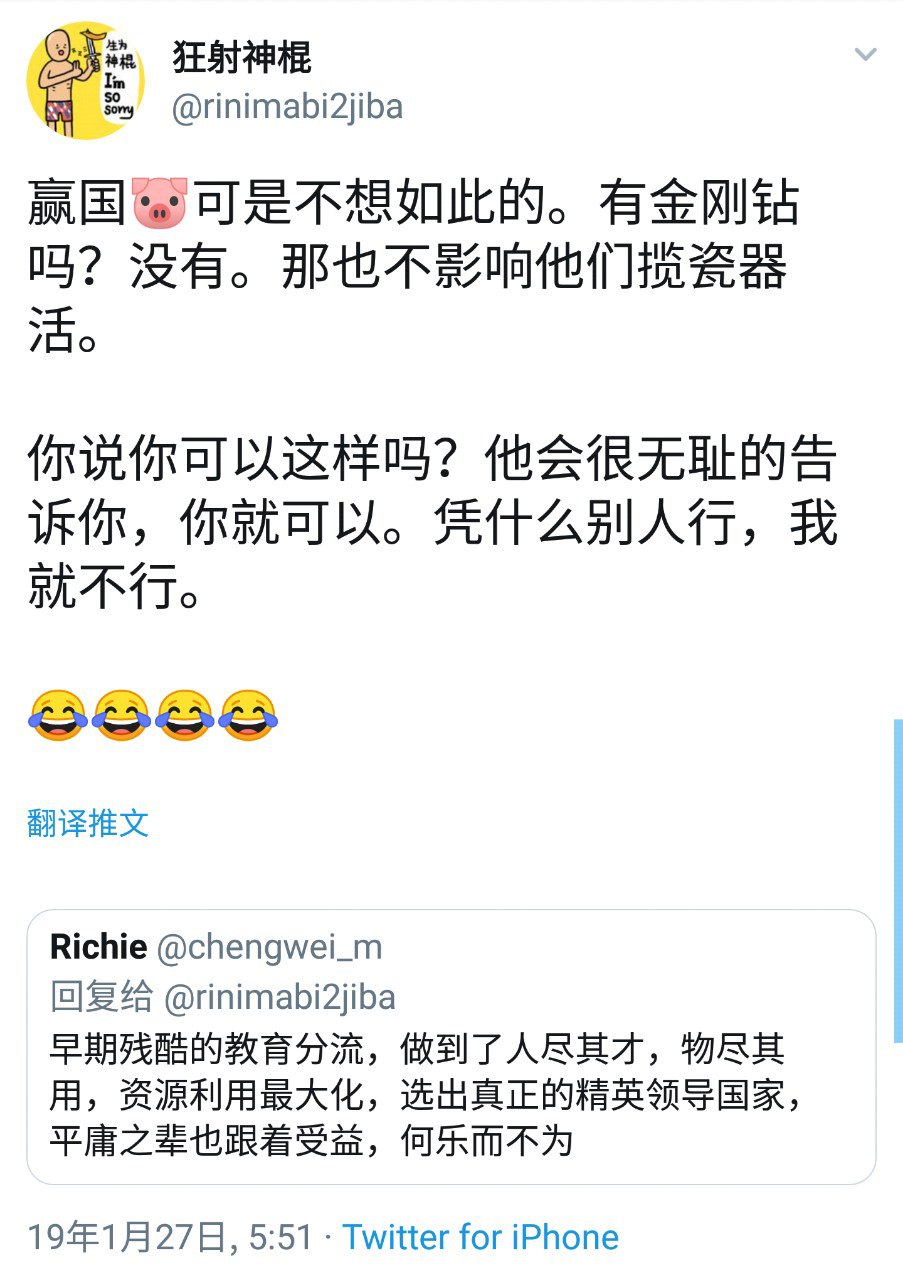 生为
神棍
I'm
so
sorry
狂射神棍
@rinimabi2jiba
赢国🐷可是不想如此的。有金刚钻
吗？没有。那也不影响他们揽瓷器
活。
你说你可以这样吗？他会很无耻的告
诉你，你就可以。凭什么别人行，我
就不行。
😂😂😂😂
翻译推文
Richie @chengwei_m
回复给 @rinimabi2jiba
早期残酷的教育分流，做到了人尽其才，物尽其
用，资源利用最大化，选出真正的精英领导国家，
平庸之辈也跟着受益，何乐而不为
19年1月27日, 5:51 · Twitter for iPhone